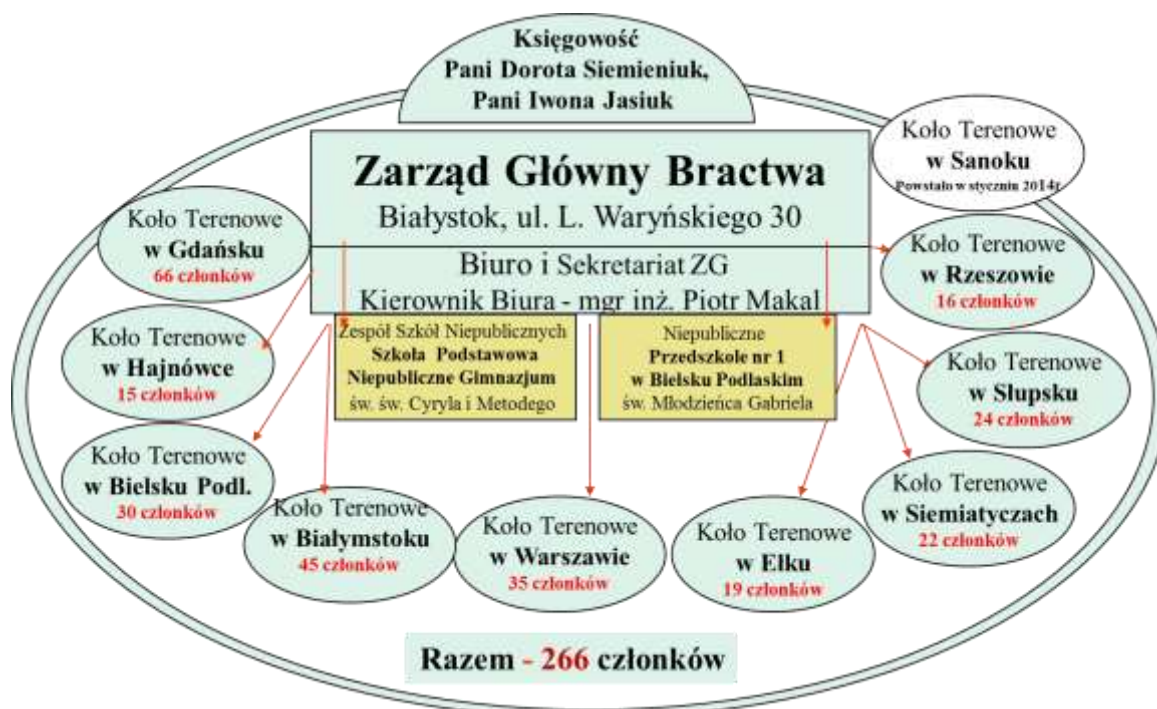 Księgowość
Pani Dorota Siemieniuk,
Pani Iwona Jasiuk
Zarząd Główny Bractwa
Białystok, ul. L. Waryńskiego 30
Biuro i Sekretariat ZG
Kierownik Biura - mgr inż. Piotr Makal
Koło Terenowe
w Sanoku
Powstało w styczniu 2014r
Koło Terenowe
w Gdańsku
66 członków
Koło Terenowe
w Rzeszowie
16 członków
Zespół Szkół Niepublicznych
Szkoła Podstawowa
Niepubliczne Gimnazjum
św. św. Cyryla i Metodego
Niepubliczne
Przedszkole nr 1
w Bielsku Podlaskim
św. Młodzieńca Gabriela
Koło Terenowe
w Hajnówce
15 członków
Koło Terenowe
w Słupsku
24 członków
Koło Terenowe
w Bielsku Podl.
30 członków
Koło Terenowe
w Białymstoku
45 członków
Koło Terenowe
w Warszawie
35 członków
Koło Terenowe
w Ełku
19 członków
Koło Terenowe
w Siemiatyczach
22 członków
Razem - 266 członków